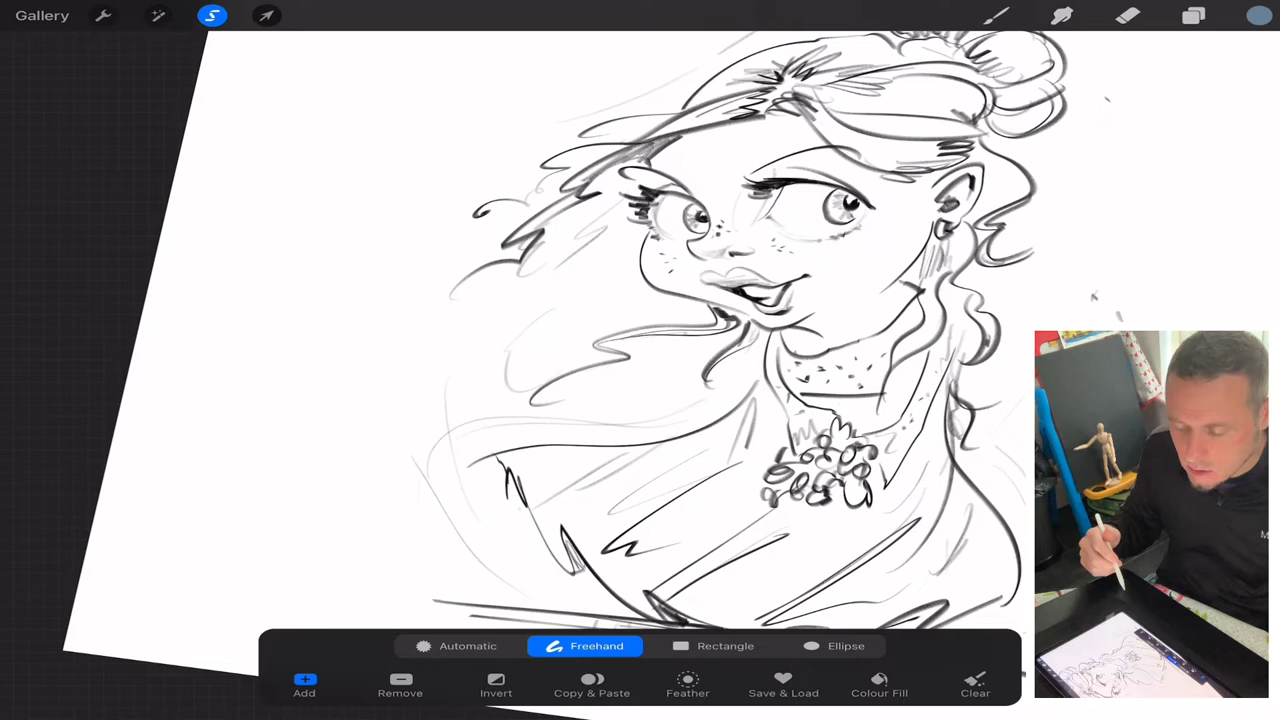 Gallery
Automatic Freehand Rectangle Ellipse
Add Remove Invert Copy & Paste Feather Save & Load Colour Fill Clear